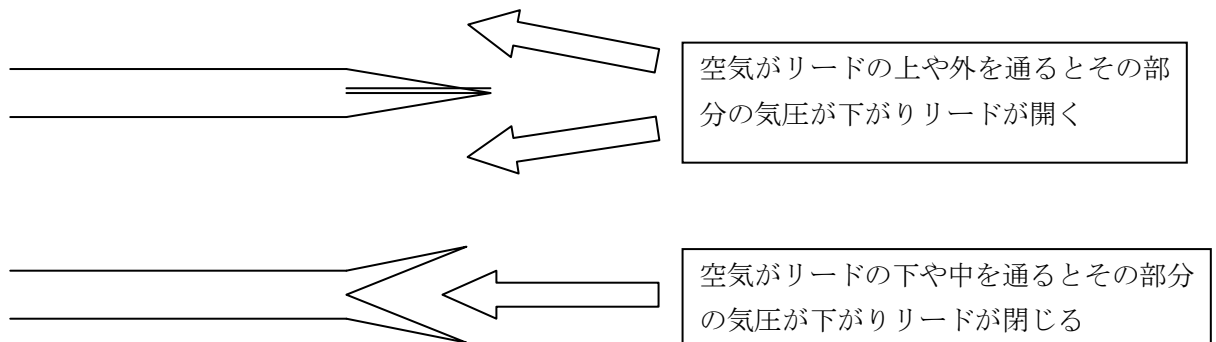 空気がリードの上や外を通るとその部
分の気圧が下がりリードが開く
空気がリードの下や中を通るとその部分
の気圧が下がりリードが閉じる